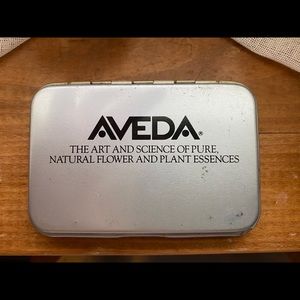 AVEDA®
THE ART AND SCIENCE OF PURE,
NATURAL FLOWER AND PLANT ESSENCES